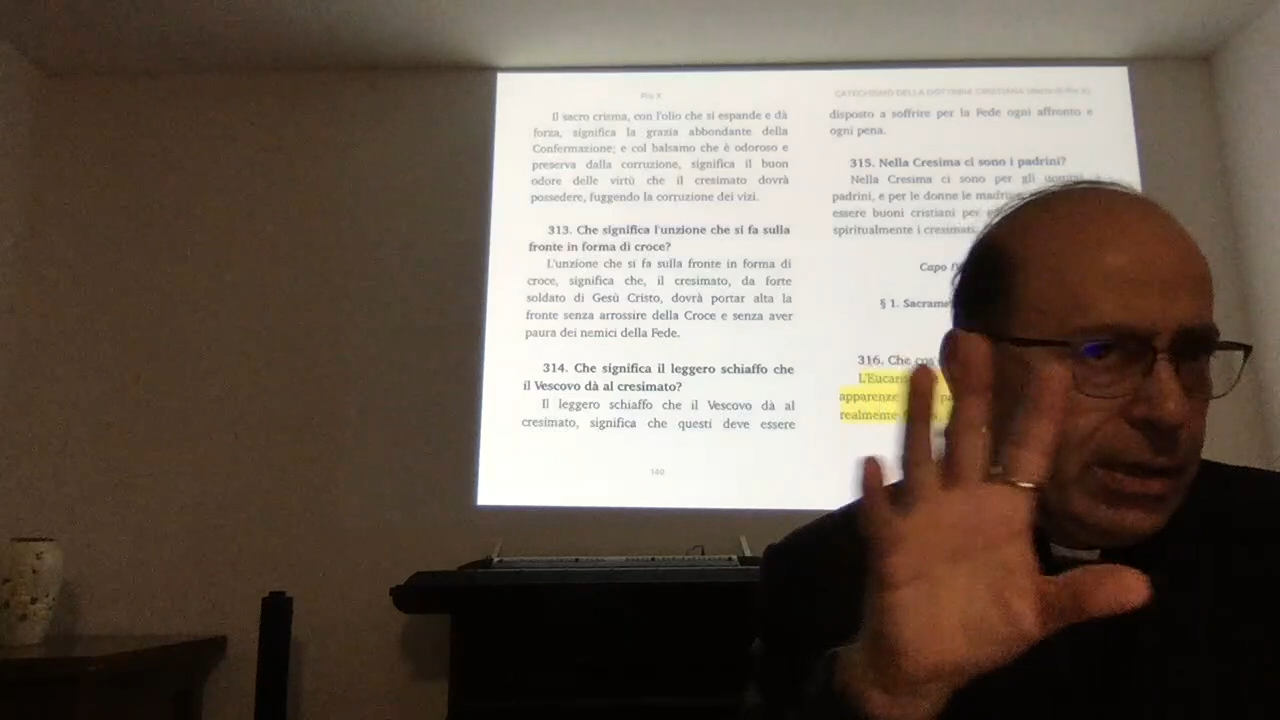 Pio X
Il sacro crisma, con l'olio che si espande e dà
forza, significa la grazia abbondante della
Confermazione; e col balsamo che è odoroso e
preserva dalla corruzione, significa il buon
odore delle virtù che il cresimato dovrà
possedere, fuggendo la corruzione dei vizi.
313. Che significa l'unzione che si fa sulla
fronte in forma di croce?
L'unzione che si fa sulla fronte in forma di
croce, significa che, il cresimato, da forte
soldato di Gesù Cristo, dovrà portar alta la
fronte senza arrossire della Croce e senza aver
paura dei nemici della Fede.
314. Che significa il leggero schiaffo che
il Vescovo dà al cresimato?
Il leggero schiaffo che il Vescovo dà al
cresimato, significa che questi deve essere
140
CATECHISMO DELLA DOTTRINA CRISTIANA
disposto a soffrire per la Fede ogni affronto e
ogni pena.
315. Nella Cresima ci sono i padrini?
Nella Cresima ci sono per gli uomini
padrini, e per le donne le
essere buoni cristiani per
spiritualmente i cresimati.
Capo
§ 1.
316. Che
apparenze
realmente